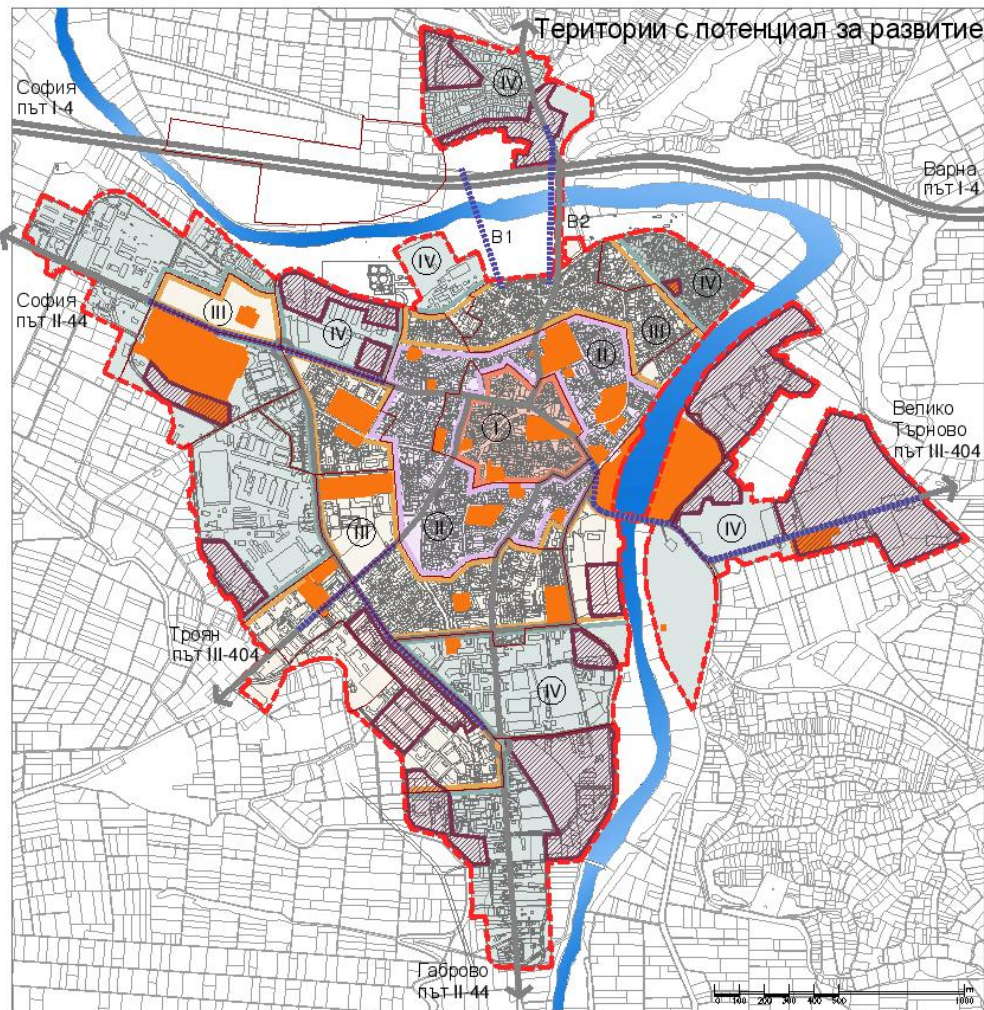 Територии с потенциал за развитие
София
път I-4
Варна
път I-4
IV
B1
B2
IV
IV
София
път II-44
III
IV
III
II
I
Велико
Търново
път III-404
IV
II
III
Троян
път III-404
IV
Габрово
път II-44
m
0 100 200 300 400 500 1000